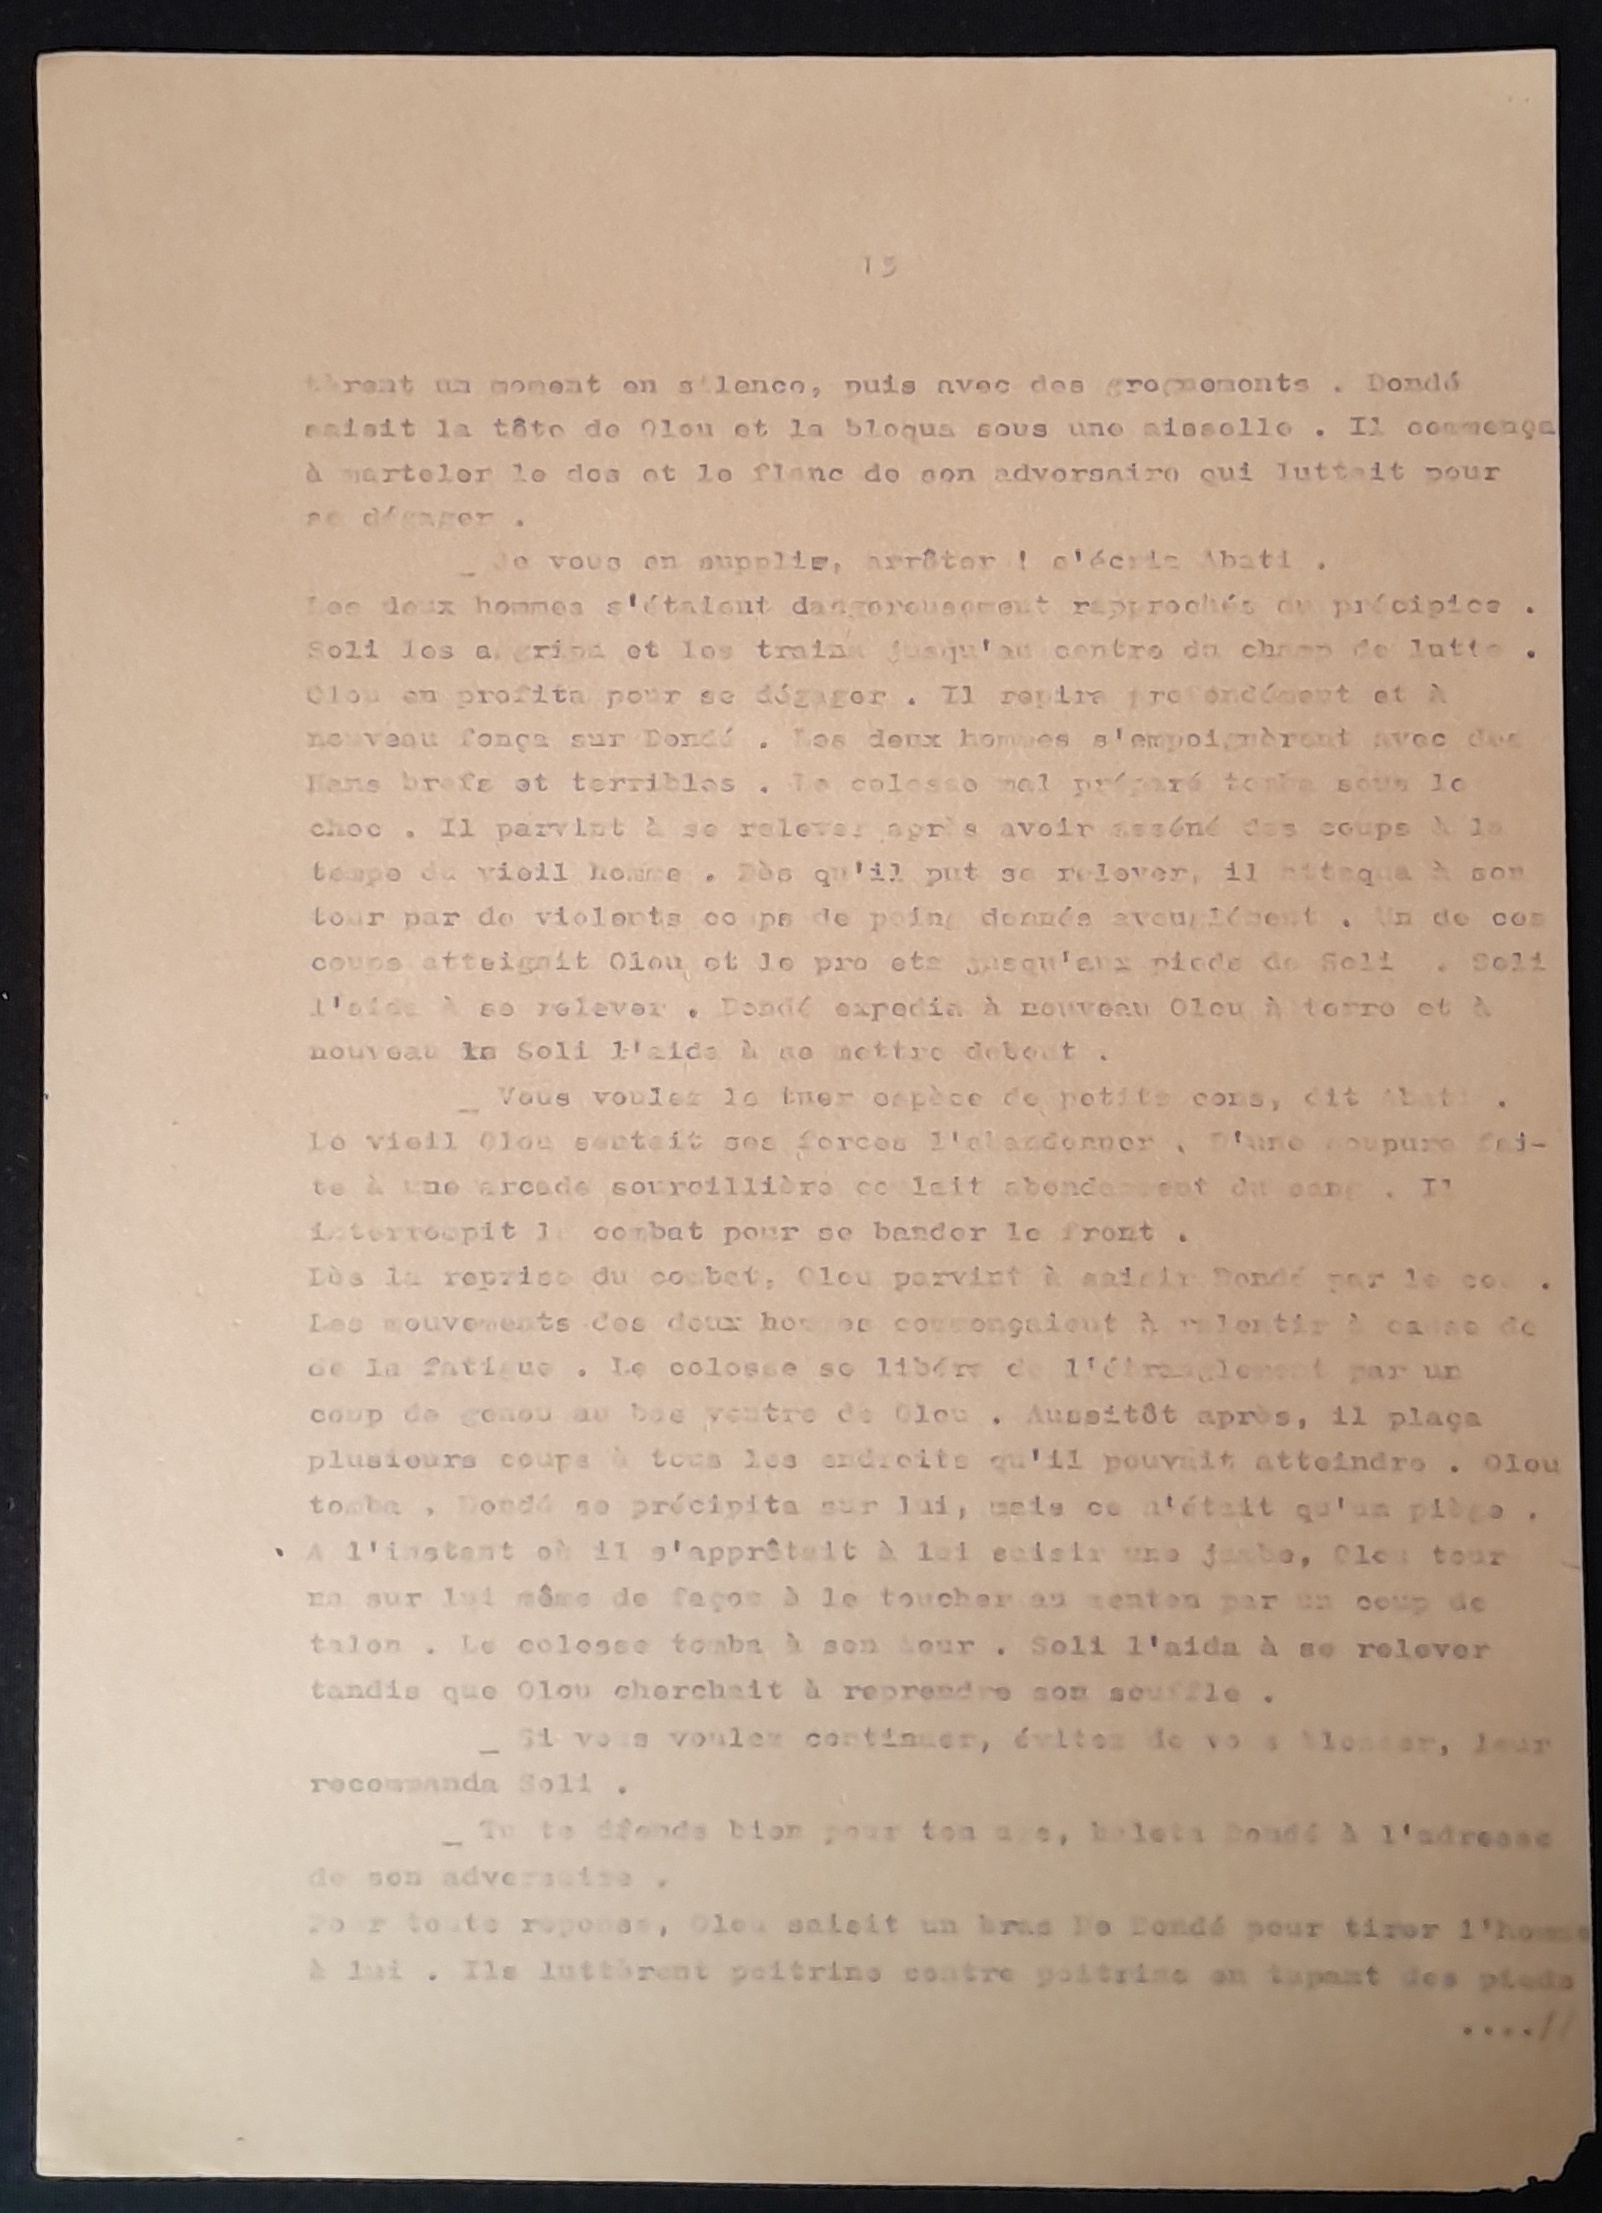 15
tèrent un moment en silence, puis avec des grognements . Dondé
saisit la tête de Olou et la bloqua sous une aisselle . Il commença
à marteler le dos et le flanc de son adversaire qui luttait pour
se dégager .
_ Je vous en supplie, arrêter ! s'écria Abati .
Les deux hommes s'étaient dangereusement rapprochés du précipice .
Soli les aggripa et les traina jusqu'au centre du champ de lutte .
Olou en profita pour se dégager . Il repira profondément et à
nouveau fonça sur Dondé . Les deux hommes s'empoignèrent avec des
Hans brefs et terribles . Le colosse mal préparé tomba sous le
choc . Il parvint à se relever après avoir asséné des coups à la
tempe du vieil homme . Dès qu'il put se relever, il attaqua à son
tour par de violents coups de poing donnés aveuglément . Un de ces
coups atteignit Olou et le projeta jusqu'aux pieds de Soli . Soli
l'aida à se relever . Dondé expedia à nouveau Olou à terre et à
nouveau Soli l'aida à se mettre debout .
_ Vous voulez le tuer espèce de petits cons, dit Abati .
Le vieil Olou sentait ses forces l'abandonner . D'une coupure fai-
te à une arcade sourcillière coulait abondamment du sang . Il
interrompit le combat pour se bander le front .
Dès la reprise du combat, Olou parvint à saisir Dondé par le cou .
Les mouvements des deux hommes commençaient à ralentir à cause de
de la fatigue . Le colosse se libéra de l'étranglement par un
coup de genou au bas ventre de Olou . Aussitôt après, il plaça
plusieurs coups à tous les endroits qu'il pouvait atteindre . Olou
tomba . Dondé se précipita sur lui, mais ce n'était qu'un piège .
A l'instant où il s'apprêtait à lui saisir une jambe, Olou tour
na sur lui même de façon à le toucher au menton par un coup de
talon . Le colosse tomba à son tour . Soli l'aida à se relever
tandis que Olou cherchait à reprendre son souffle .
_ Si vous voulez continuer, évitez de vous blesser, leur
recommanda Soli .
_ Tu te dfends bien pour ton age, haleta Dondé à l'adresse
de son adversaire .
Pour toute reponse, Olou saisit un bras De Dondé pour tirer l'homme
à lui . Ils luttèrent poitrine contre poitrine en tapant des pieds
....//